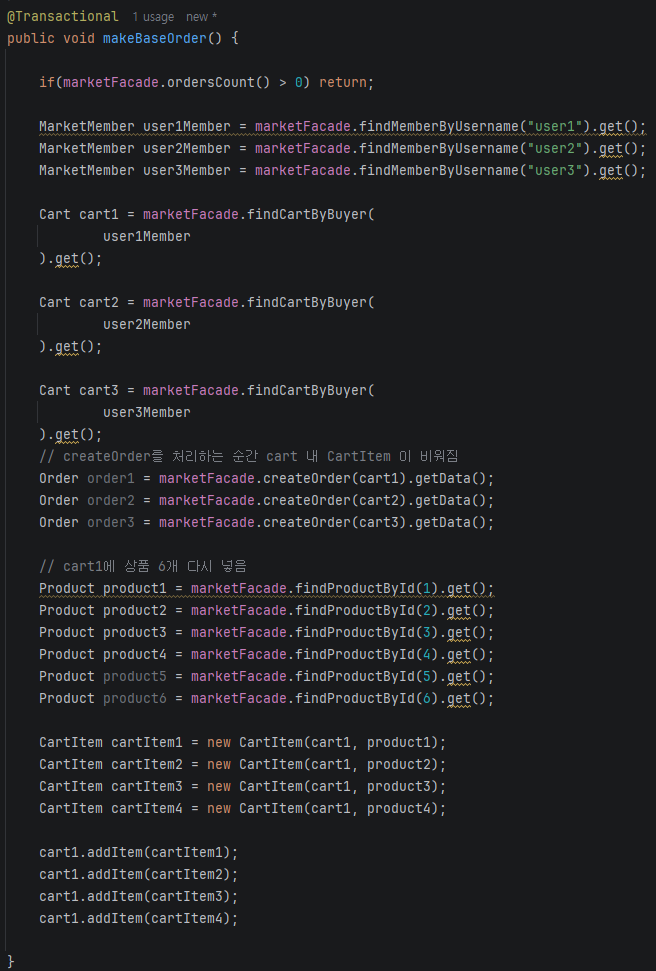 @Transactional 1 usage new *
public void makeBaseOrder() {
if(marketFacade.ordersCount() > 0) return;
MarketMember user1Member = marketFacade.findMemberByUsername("user1").get();
MarketMember user2Member = marketFacade.findMemberByUsername("user2").get();
MarketMember user3Member = marketFacade.findMemberByUsername("user3").get();
Cart cart1 = marketFacade.findCartByBuyer(
user1Member
).get();
Cart cart2 = marketFacade.findCartByBuyer(
user2Member
).get();
Cart cart3 = marketFacade.findCartByBuyer(
user3Member
).get();
// createOrder를 처리하는 순간 cart 내 CartItem 이 비워짐
Order order1 = marketFacade.createOrder(cart1).getData();
Order order2 = marketFacade.createOrder(cart2).getData();
Order order3 = marketFacade.createOrder(cart3).getData();
// cart1에 상품 6개 다시 넣음
Product product1 = marketFacade.findProductById(1).get();
Product product2 = marketFacade.findProductById(2).get();
Product product3 = marketFacade.findProductById(3).get();
Product product4 = marketFacade.findProductById(4).get();
Product product5 = marketFacade.findProductById(5).get();
Product product6 = marketFacade.findProductById(6).get();
CartItem cartItem1 = new CartItem(cart1, product1);
CartItem cartItem2 = new CartItem(cart1, product2);
CartItem cartItem3 = new CartItem(cart1, product3);
CartItem cartItem4 = new CartItem(cart1, product4);
cart1.addItem(cartItem1);
cart1.addItem(cartItem2);
cart1.addItem(cartItem3);
cart1.addItem(cartItem4);
}